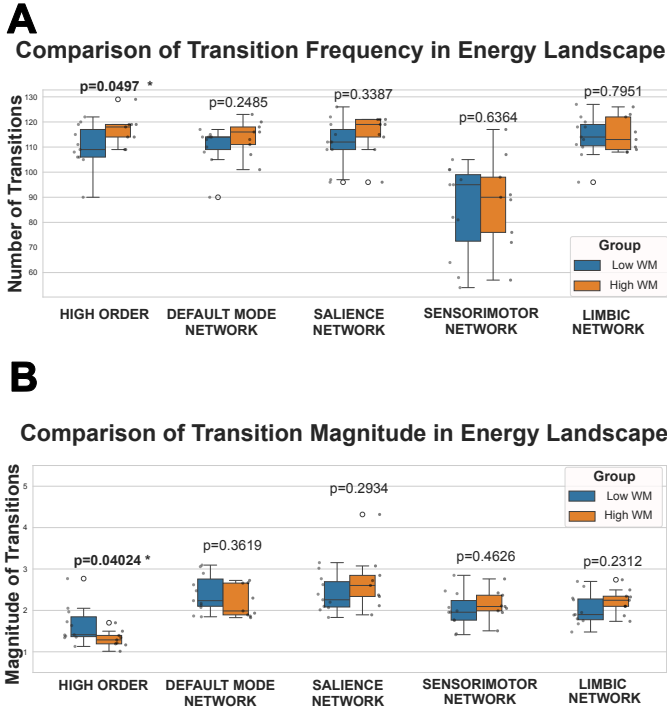 A
Comparison of Transition Frequency in Energy Landscape
p=0.0497 *
p=0.2485
p=0.3387
p=0.6364
p=0.7951
Number of Transitions
130
120
110
100
90
80
70
60
Group
Low WM
High WM
HIGH ORDER
DEFAULT MODE
NETWORK
SALIENCE
NETWORK
SENSORIMOTOR
NETWORK
LIMBIC
NETWORK
B
Comparison of Transition Magnitude in Energy Landscape
p=0.04024 *
p=0.3619
p=0.2934
p=0.4626
p=0.2312
Magnitude of Transitions
5
4
3
2
1
Group
Low WM
High WM
HIGH ORDER
DEFAULT MODE
NETWORK
SALIENCE
NETWORK
SENSORIMOTOR
NETWORK
LIMBIC
NETWORK